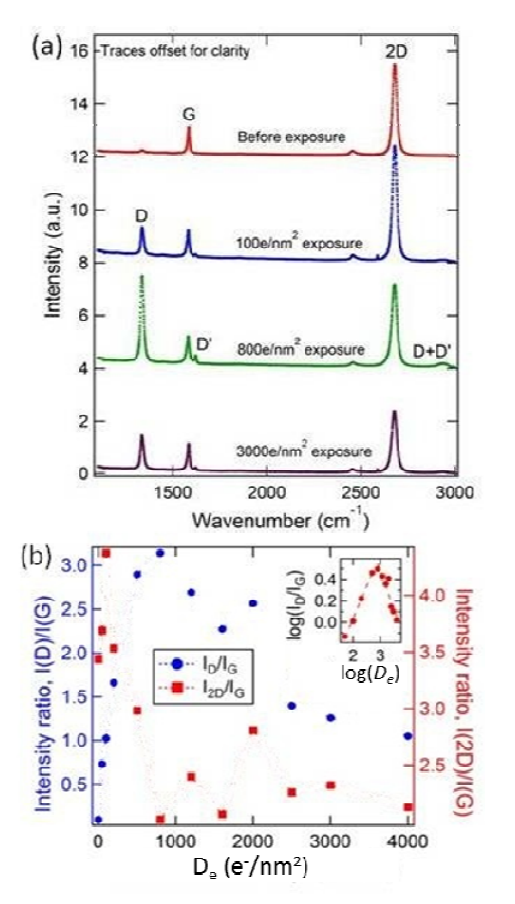 (a)
Traces offset for clarity
2D
G
Before exposure
D
100e/nm² exposure
D'
800e/nm² exposure
D+D'
3000e/nm² exposure
16
14
12
10
8
6
4
2
0
Intensity (a.u.)
1500 2000 2500 3000
Wavenumber (cm⁻¹)
(b)
3.0
2.5
2.0
1.5
1.0
0.5
Intensity ratio, I(D)/I(G)
I_D/I_G
I_2D/I_G
0.4
0.2
0.0
log(I_D/I_G)
2 3
log(D_e)
4.0
3.5
3.0
2.5
Intensity ratio, I(2D)/I(G)
0 1000 2000 3000 4000
D_e (e⁻/nm²)